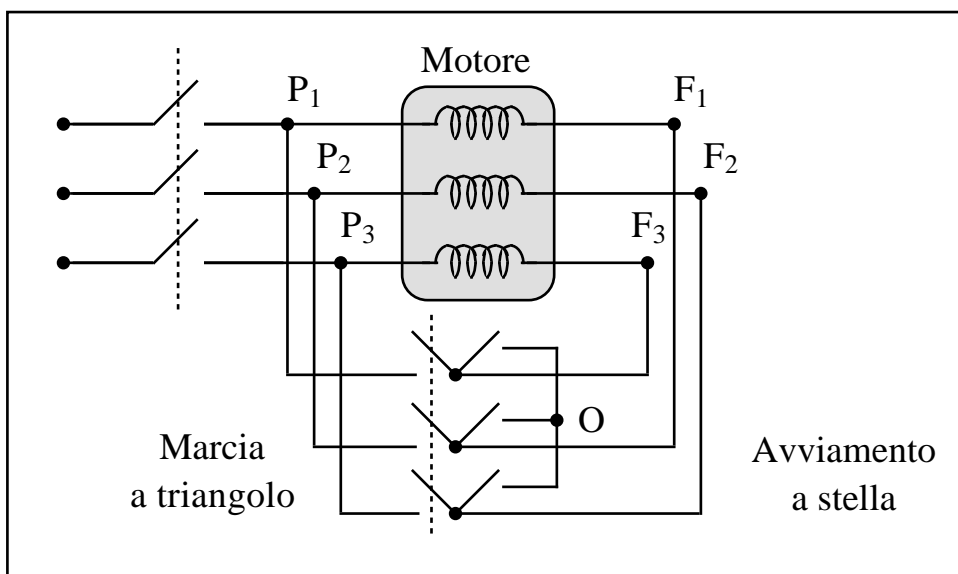 Motore
P1
F1
P2
F2
P3
F3
O
Marcia
a triangolo
Avviamento
a stella